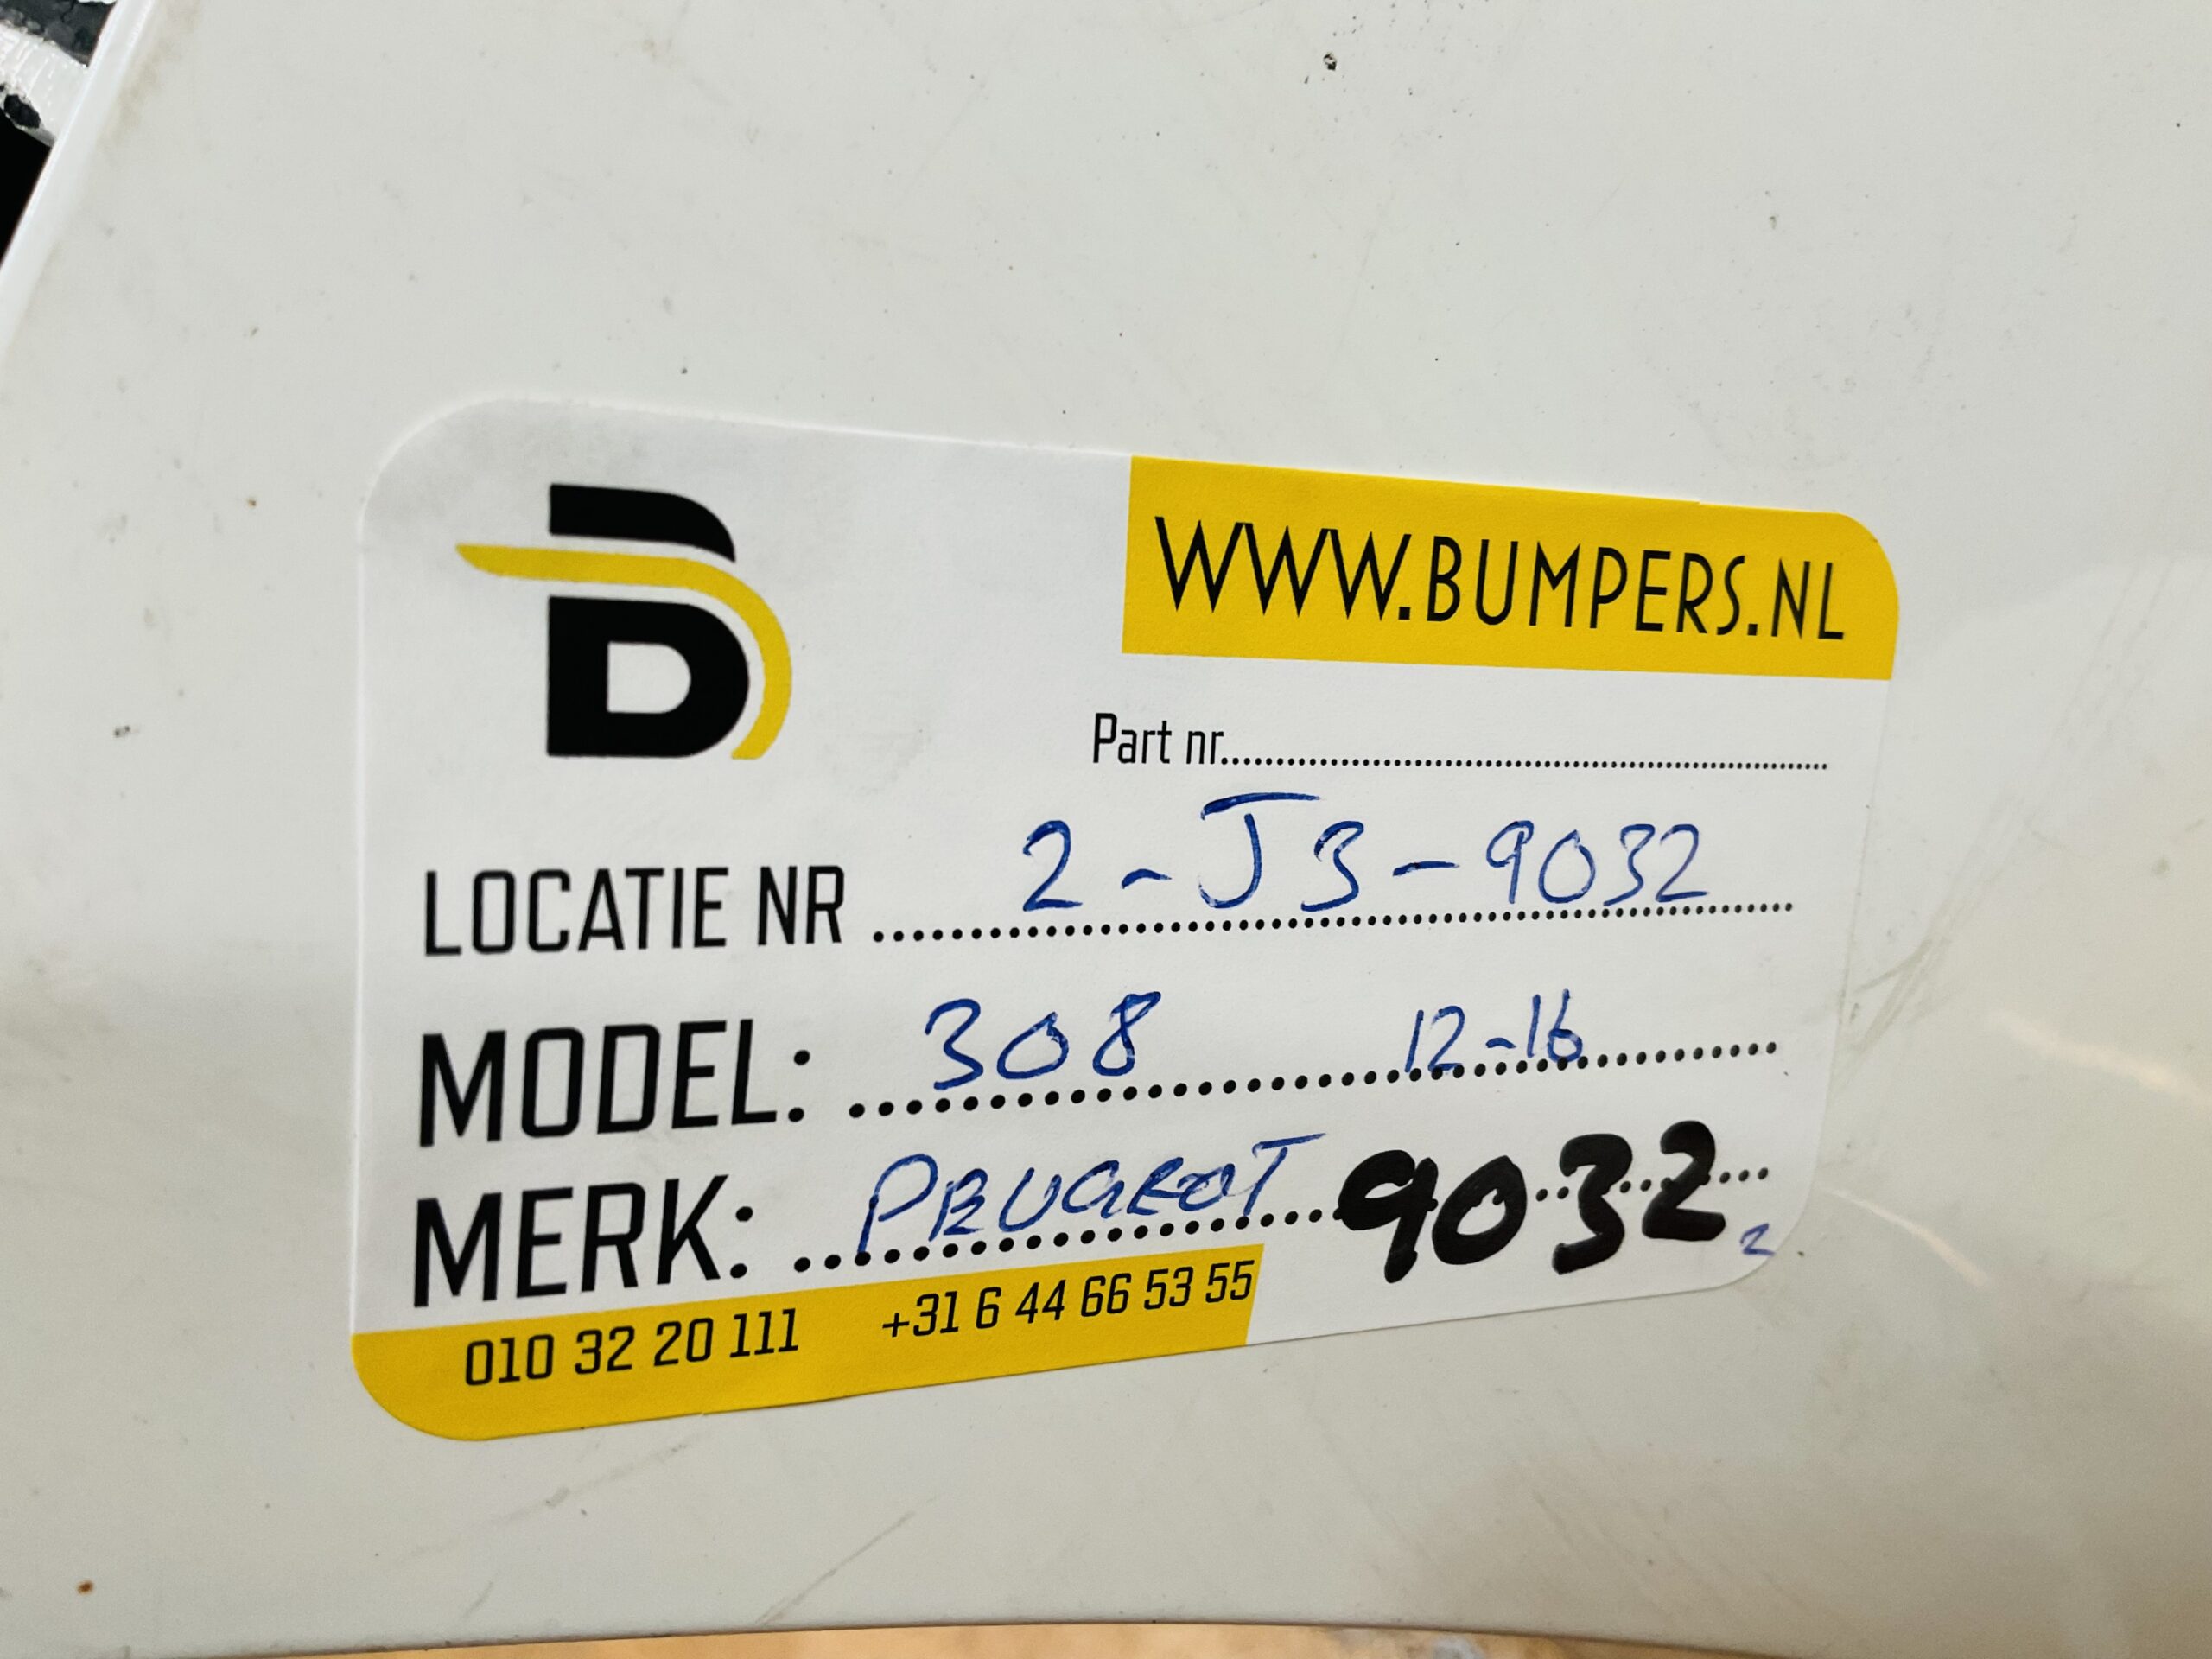 B
WWW.BUMPERS.NL
Part nr.
LOCATIE NR 2-J3-9032
MODEL: 308 12-16
MERK: PEUGEOT 9032 2
010 32 20 111 +31 6 44 66 53 55